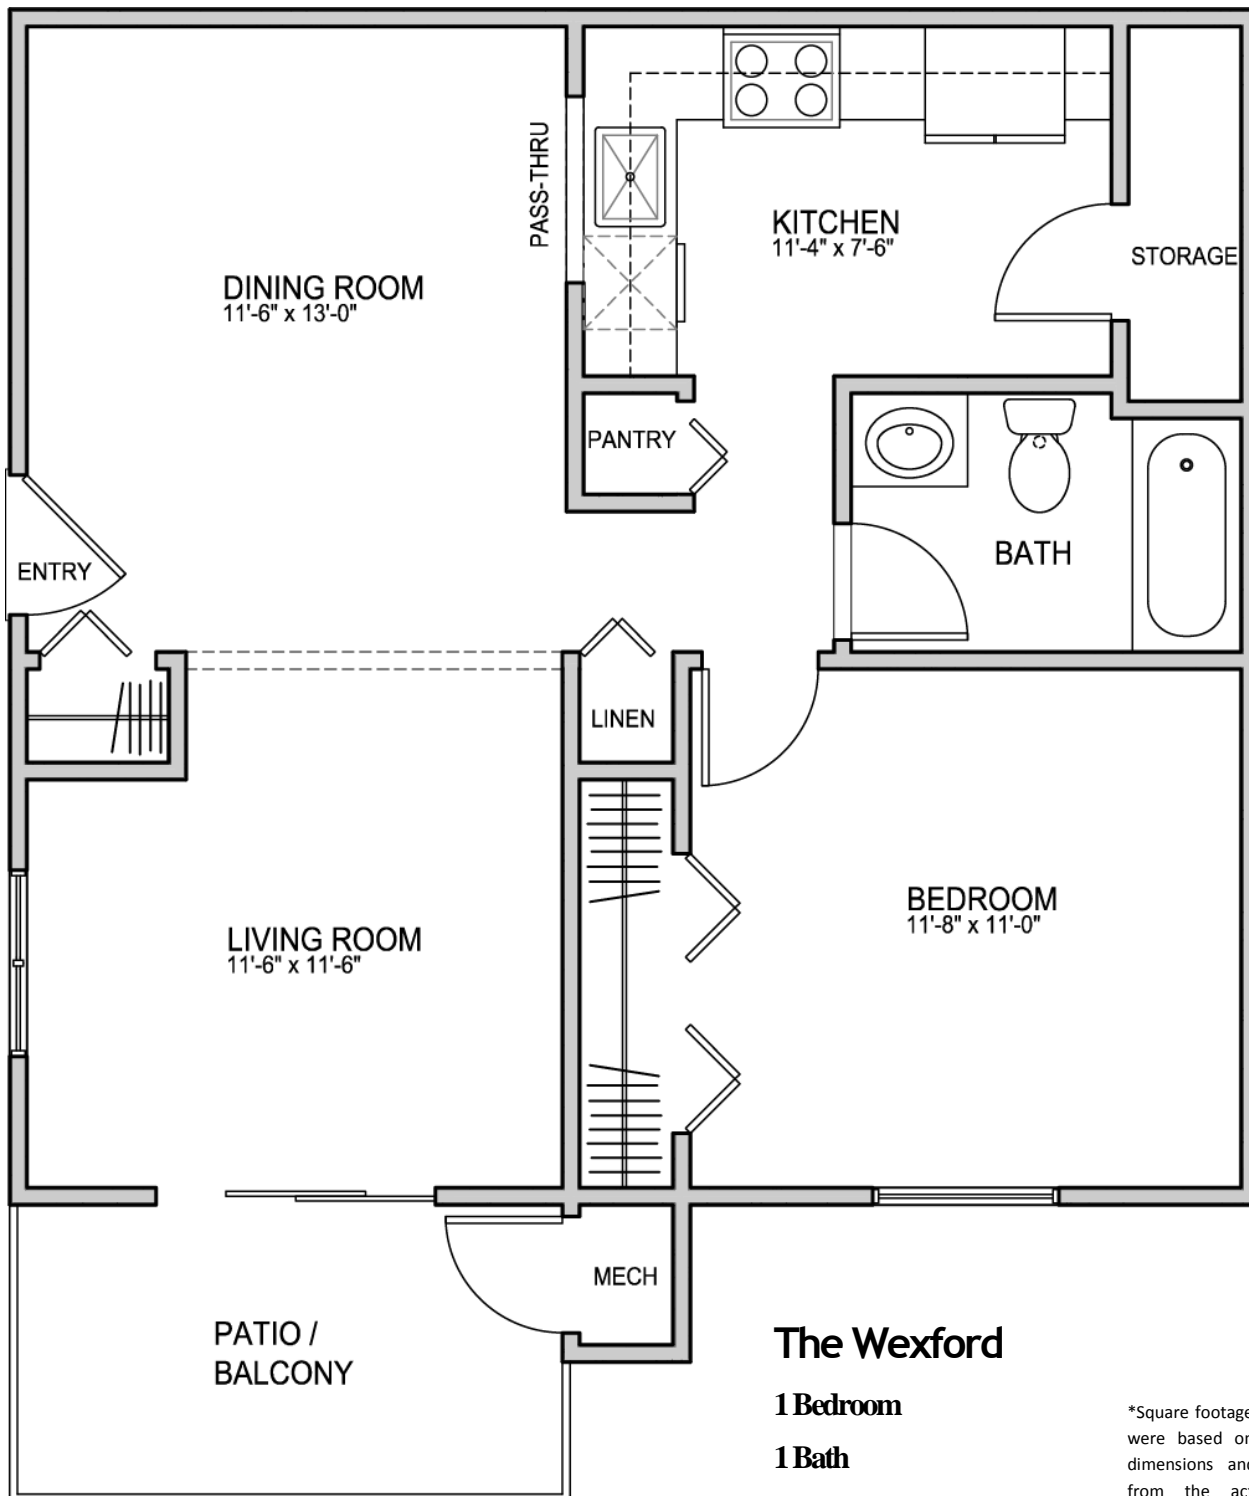 PASS-THRU
KITCHEN
11'-4" x 7'-6"
STORAGE
DINING ROOM
11'-6" x 13'-0"
PANTRY
ENTRY
BATH
LINEN
BEDROOM
11'-8" x 11'-0"
LIVING ROOM
11'-6" x 11'-6"
MECH
PATIO /
BALCONY
The Wexford
1 Bedroom
1 Bath
*Square footage
were based on
dimensions and
from the